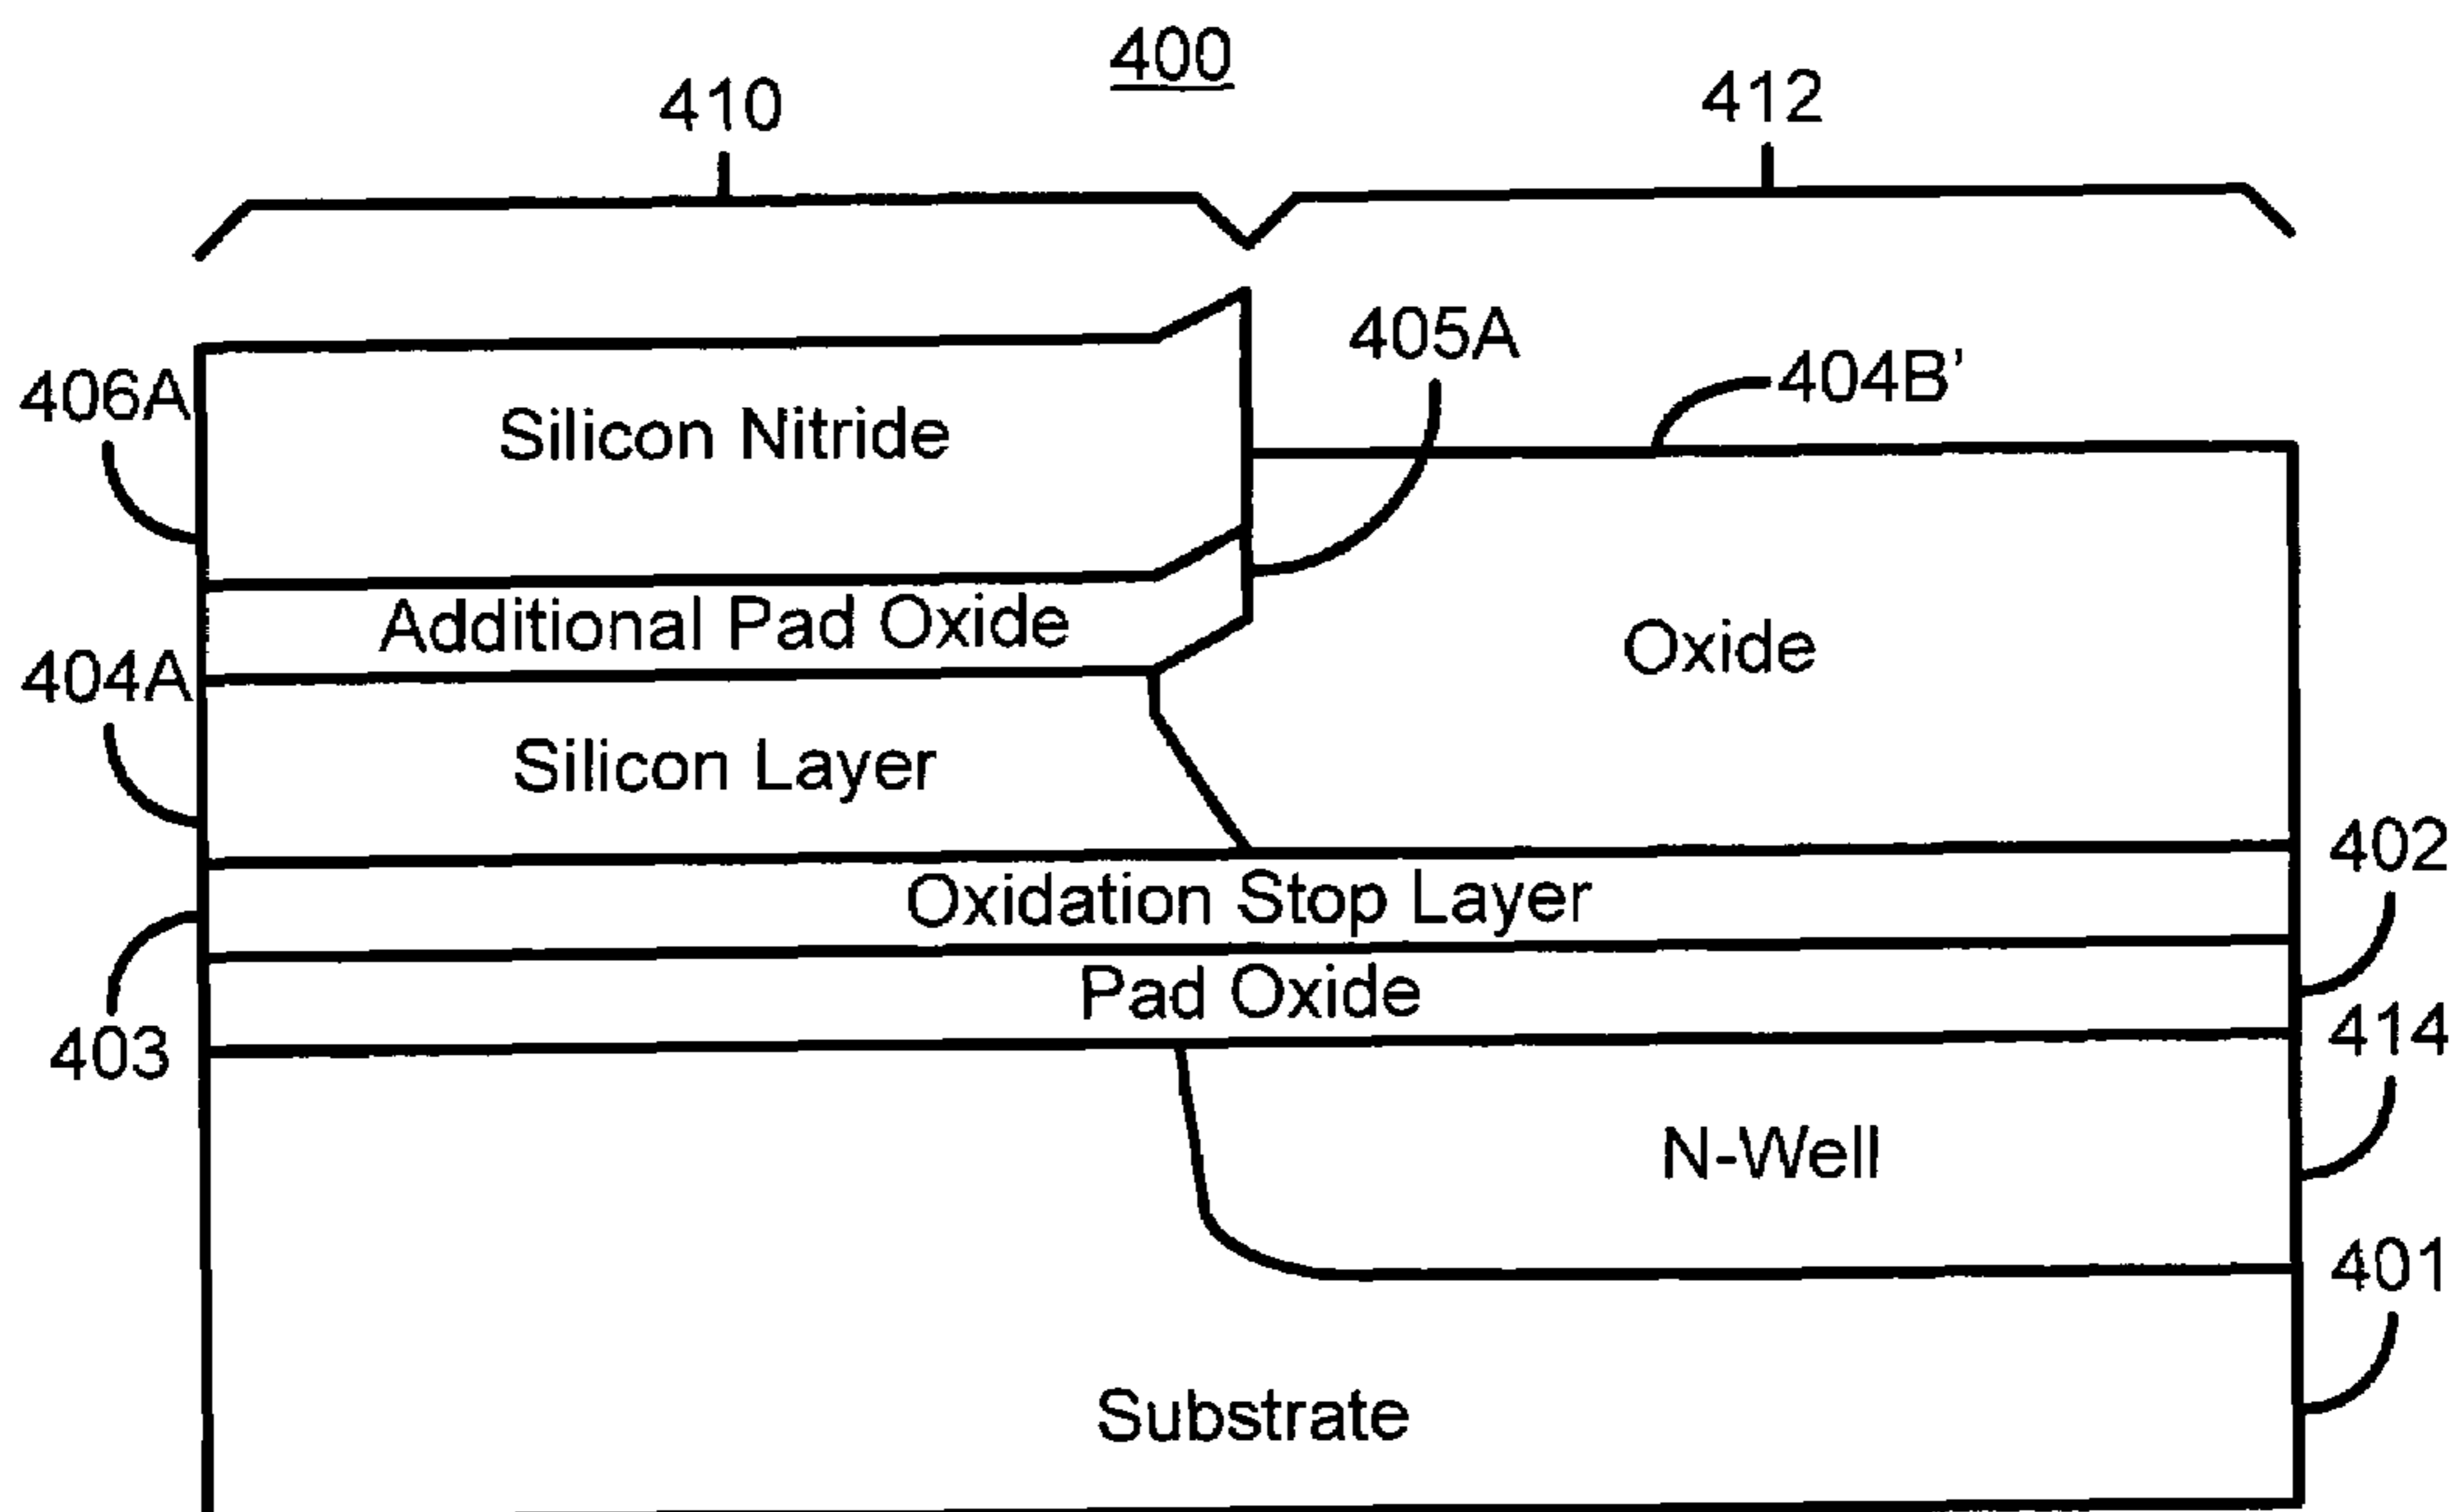 400
410
412
405A
404B’
406A
Silicon Nitride
Additional Pad Oxide
Oxide
404A
Silicon Layer
402
Oxidation Stop Layer
Pad Oxide
403
414
N-Well
401
Substrate